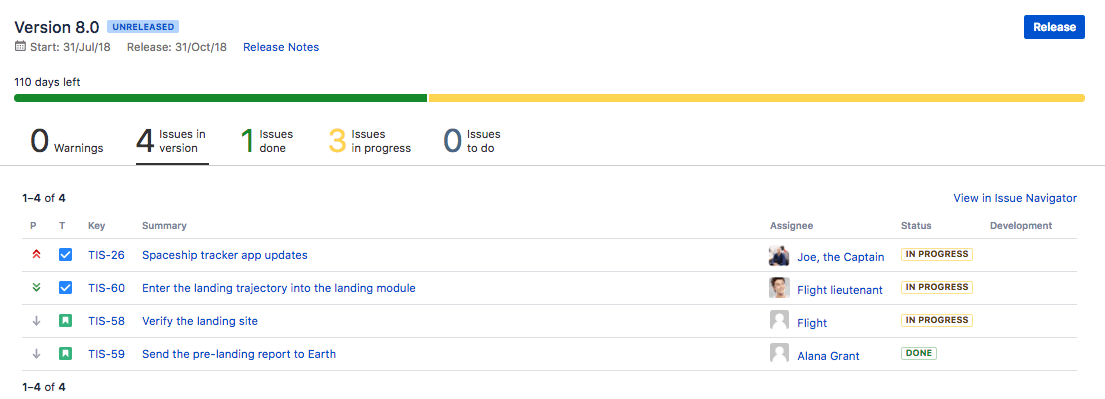 Version 8.0 UNRELEASED
Release
Start: 31/Jul/18 Release: 31/Oct/18 Release Notes
110 days left
0 Warnings
4 Issues in version
1 Issues done
3 Issues in progress
0 Issues to do
1–4 of 4
View in Issue Navigator
P T Key Summary Assignee Status Development
TIS-26 Spaceship tracker app updates Joe, the Captain IN PROGRESS
TIS-60 Enter the landing trajectory into the landing module Flight lieutenant IN PROGRESS
TIS-58 Verify the landing site Flight IN PROGRESS
TIS-59 Send the pre-landing report to Earth Alana Grant DONE
1–4 of 4